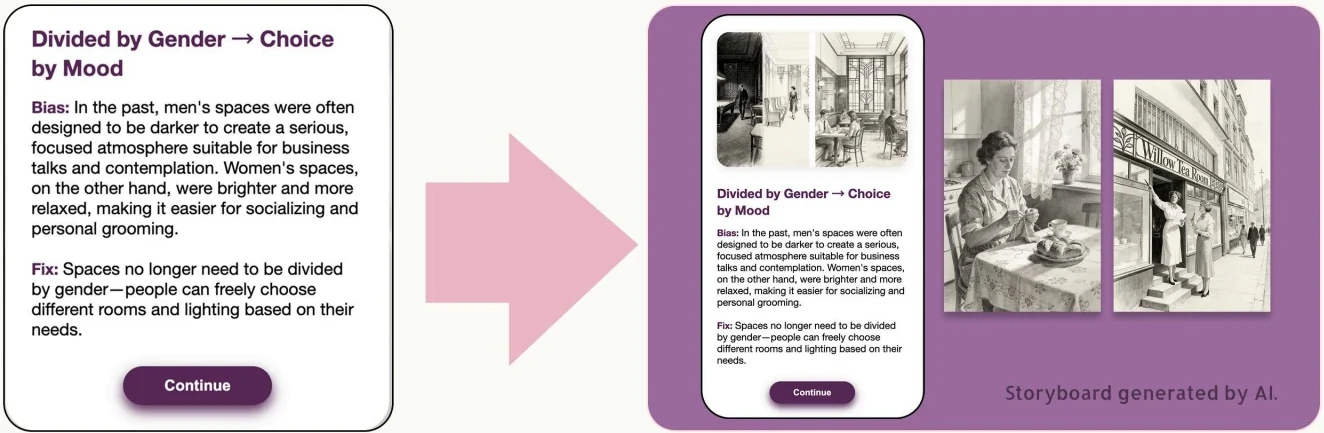 Divided by Gender → Choice
by Mood
Bias: In the past, men's spaces were often
designed to be darker to create a serious,
focused atmosphere suitable for business
talks and contemplation. Women's spaces,
on the other hand, were brighter and more
relaxed, making it easier for socializing and
personal grooming.
Fix: Spaces no longer need to be divided
by gender—people can freely choose
different rooms and lighting based on their
needs.
Continue
Divided by Gender → Choice
by Mood
Bias: In the past, men's spaces were often
designed to be darker to create a serious,
focused atmosphere suitable for business
talks and contemplation. Women's spaces,
on the other hand, were brighter and more
relaxed, making it easier for socializing and
personal grooming.
Fix: Spaces no longer need to be divided
by gender—people can freely choose
different rooms and lighting based on their
needs.
Continue
Willow Tea Room
Storyboard generated by AI.